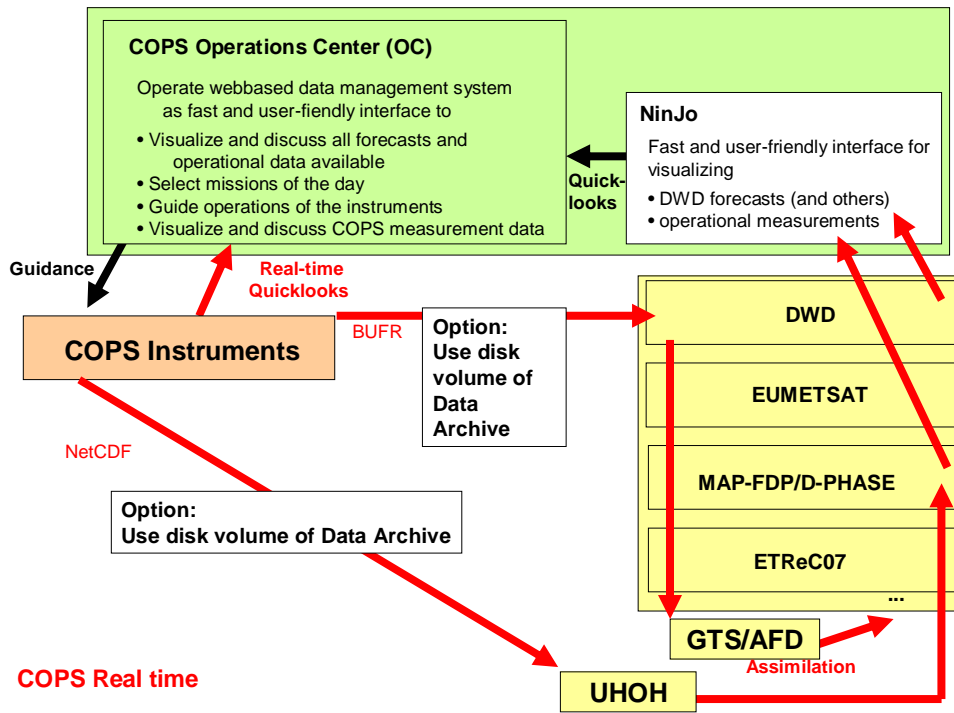 COPS Operations Center (OC)
Operate webbased data management system
as fast and user-fiendly interface to
• Visualize and discuss all forecasts and
operational data available
• Select missions of the day
• Guide operations of the instruments
• Visualize and discuss COPS measurement data
NinJo
Fast and user-friendly interface for
visualizing
• DWD forecasts (and others)
• operational measurements
Quick-
looks
Guidance
Real-time
Quicklooks
COPS Instruments
BUFR
Option:
Use disk
volume of
Data
Archive
DWD
EUMETSAT
MAP-FDP/D-PHASE
ETReC07
...
NetCDF
Option:
Use disk volume of Data Archive
GTS/AFD
Assimilation
UHOH
COPS Real time